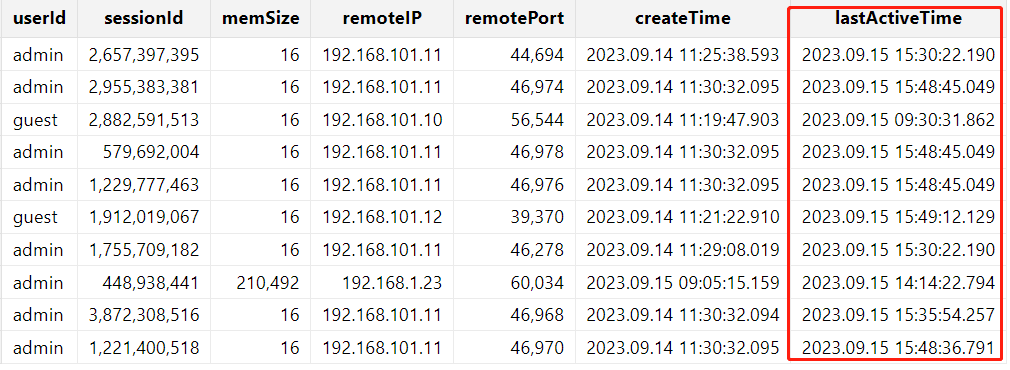 userId sessionId memSize remoteIP remotePort createTime lastActiveTime
admin 2,657,397,395 16 192.168.101.11 44,694 2023.09.14 11:25:38.593 2023.09.15 15:30:22.190
admin 2,955,383,381 16 192.168.101.11 46,974 2023.09.14 11:30:32.095 2023.09.15 15:48:45.049
guest 2,882,591,513 16 192.168.101.10 56,544 2023.09.14 11:19:47.903 2023.09.15 09:30:31.862
admin 579,692,004 16 192.168.101.11 46,978 2023.09.14 11:30:32.095 2023.09.15 15:48:45.049
admin 1,229,777,463 16 192.168.101.11 46,976 2023.09.14 11:30:32.095 2023.09.15 15:48:45.049
guest 1,912,019,067 16 192.168.101.12 39,370 2023.09.14 11:21:22.910 2023.09.15 15:49:12.129
admin 1,755,709,182 16 192.168.101.11 46,278 2023.09.14 11:29:08.019 2023.09.15 15:30:22.190
admin 448,938,441 210,492 192.168.1.23 60,034 2023.09.15 09:05:15.159 2023.09.15 14:14:22.794
admin 3,872,308,516 16 192.168.101.11 46,968 2023.09.14 11:30:32.094 2023.09.15 15:35:54.257
admin 1,221,400,518 16 192.168.101.11 46,970 2023.09.14 11:30:32.095 2023.09.15 15:48:36.791